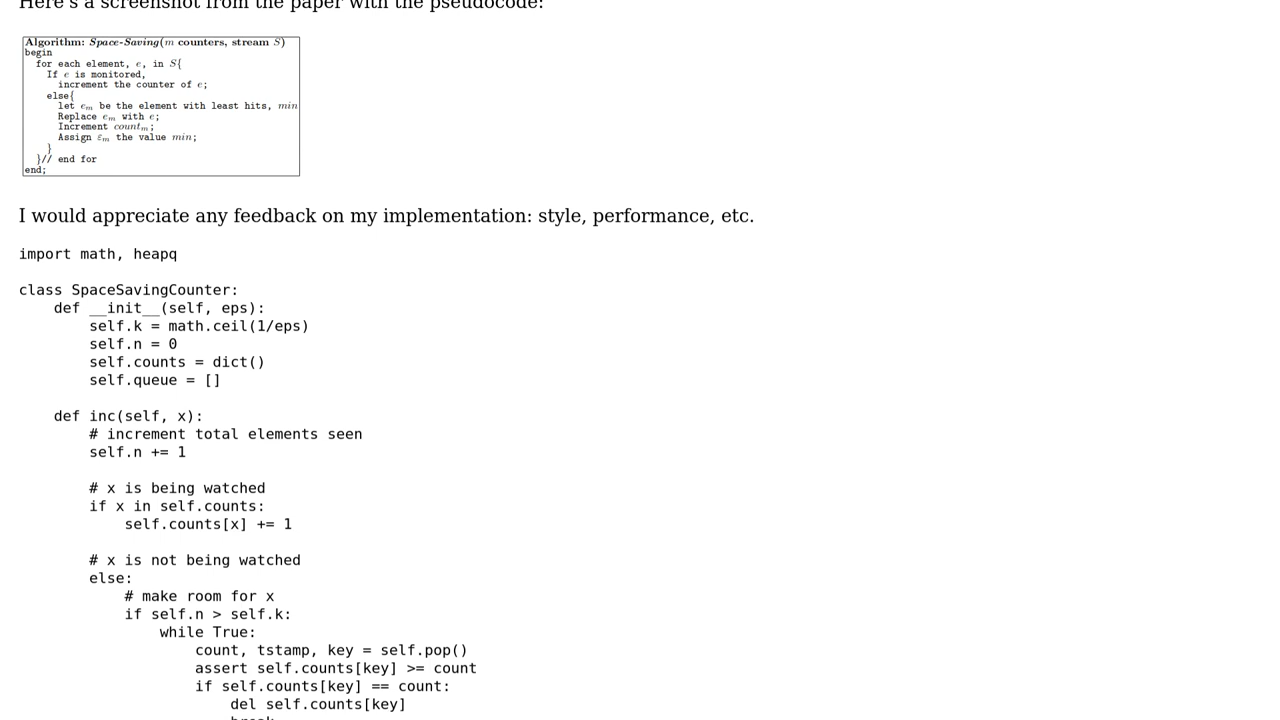 Here's a screenshot from the paper with the pseudocode:
Algorithm: Space-Saving(m counters, stream S)
begin
for each element, e, in S{
If e is monitored,
increment the counter of e;
else{
let eₘ be the element with least hits, min
Replace eₘ with e;
Increment countₘ;
Assign εₘ the value min;
}
}// end for
end;
I would appreciate any feedback on my implementation: style, performance, etc.
import math, heapq
class SpaceSavingCounter:
def __init__(self, eps):
self.k = math.ceil(1/eps)
self.n = 0
self.counts = dict()
self.queue = []
def inc(self, x):
# increment total elements seen
self.n += 1
# x is being watched
if x in self.counts:
self.counts[x] += 1
# x is not being watched
else:
# make room for x
if self.n > self.k:
while True:
count, tstamp, key = self.pop()
assert self.counts[key] >= count
if self.counts[key] == count:
del self.counts[key]
break